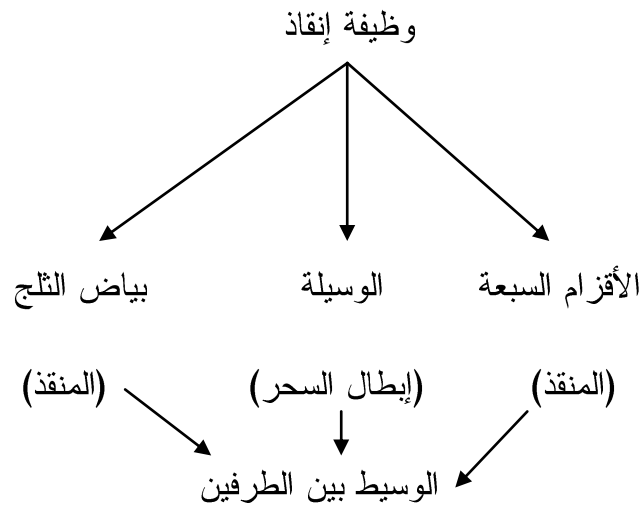 وظيفة إنقاذ
الأقزام السبعة الوسيلة بياض الثلج
(المنقذ) (إبطال السحر) (المنقذ)
الوسيط بين الطرفين